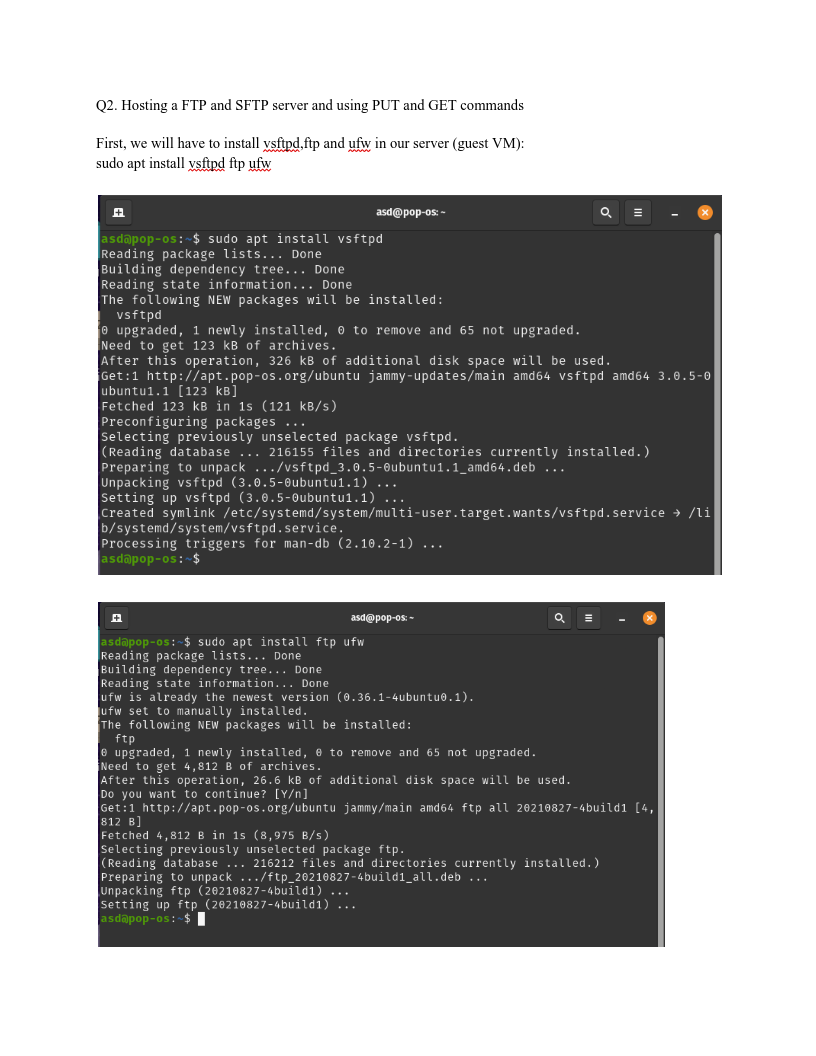 Q2. Hosting a FTP and SFTP server and using PUT and GET commands
First, we will have to install vsftpd,ftp and ufw in our server (guest VM):
sudo apt install vsftpd ftp ufw
asd@pop-os: ~
asd@pop-os:~$ sudo apt install vsftpd
Reading package lists... Done
Building dependency tree... Done
Reading state information... Done
The following NEW packages will be installed:
  vsftpd
0 upgraded, 1 newly installed, 0 to remove and 65 not upgraded.
Need to get 123 kB of archives.
After this operation, 326 kB of additional disk space will be used.
Get:1 http://apt.pop-os.org/ubuntu jammy-updates/main amd64 vsftpd amd64 3.0.5-0
ubuntu1.1 [123 kB]
Fetched 123 kB in 1s (121 kB/s)
Preconfiguring packages ...
Selecting previously unselected package vsftpd.
(Reading database ... 216155 files and directories currently installed.)
Preparing to unpack .../vsftpd_3.0.5-0ubuntu1.1_amd64.deb ...
Unpacking vsftpd (3.0.5-0ubuntu1.1) ...
Setting up vsftpd (3.0.5-0ubuntu1.1) ...
Created symlink /etc/systemd/system/multi-user.target.wants/vsftpd.service → /li
b/systemd/system/vsftpd.service.
Processing triggers for man-db (2.10.2-1) ...
asd@pop-os:~$
asd@pop-os: ~
asd@pop-os:~$ sudo apt install ftp ufw
Reading package lists... Done
Building dependency tree... Done
Reading state information... Done
ufw is already the newest version (0.36.1-4ubuntu0.1).
ufw set to manually installed.
The following NEW packages will be installed:
  ftp
0 upgraded, 1 newly installed, 0 to remove and 65 not upgraded.
Need to get 4,812 B of archives.
After this operation, 26.6 kB of additional disk space will be used.
Do you want to continue? [Y/n]
Get:1 http://apt.pop-os.org/ubuntu jammy/main amd64 ftp all 20210827-4build1 [4,
812 B]
Fetched 4,812 B in 1s (8,975 B/s)
Selecting previously unselected package ftp.
(Reading database ... 216212 files and directories currently installed.)
Preparing to unpack .../ftp_20210827-4build1_all.deb ...
Unpacking ftp (20210827-4build1) ...
Setting up ftp (20210827-4build1) ...
asd@pop-os:~$